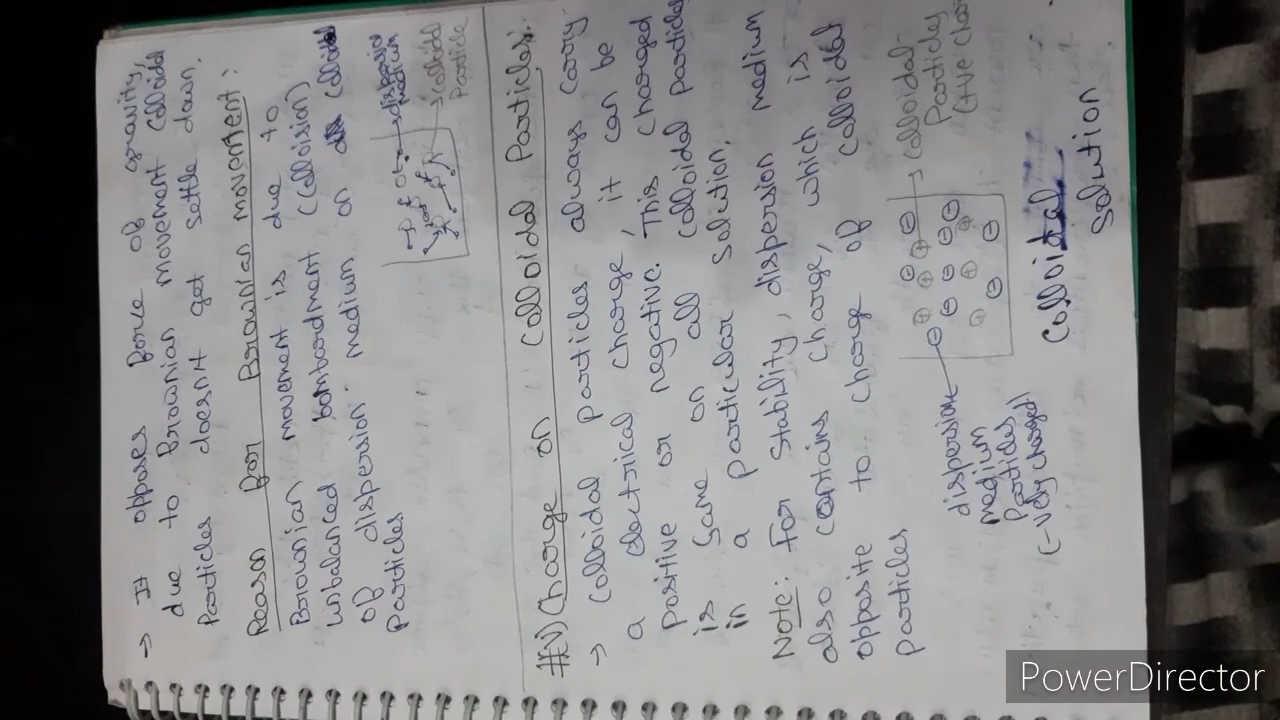 → It opposes force of gravity,
due to Brownian movement colloidal
Particles doesn't get settle down.
Reason for Brownian movement:
Brownian movement is due to
unbalanced bombardment (Colloision)
of dispersion medium on colloidal
Particles
→ dispersion
medium
→ colloidal
Particle
#(v) Charge on Colloidal Particles:
→ Colloidal particles always carry
a electrical charge, it can be
positive or negative. This charged
is same on all colloidal particle
in a particular solution.
Note: For stability, dispersion medium
also contains charge, which is
opposite to charge of colloidal
particles
→ Colloidal
Particles
(+ve char
dispersion
medium
Particles
(-vely charged)
Colloidal
solution
PowerDirector